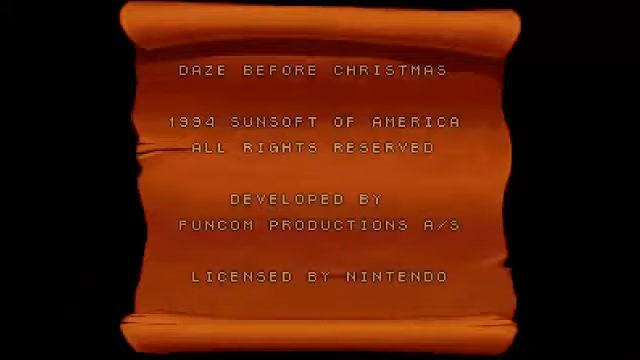 DAZE BEFORE CHRISTMAS
1994 SUNSOFT OF AMERICA
ALL RIGHTS RESERVED
DEVELOPED BY
FUNCOM PRODUCTIONS A/S
LICENSED BY NINTENDO